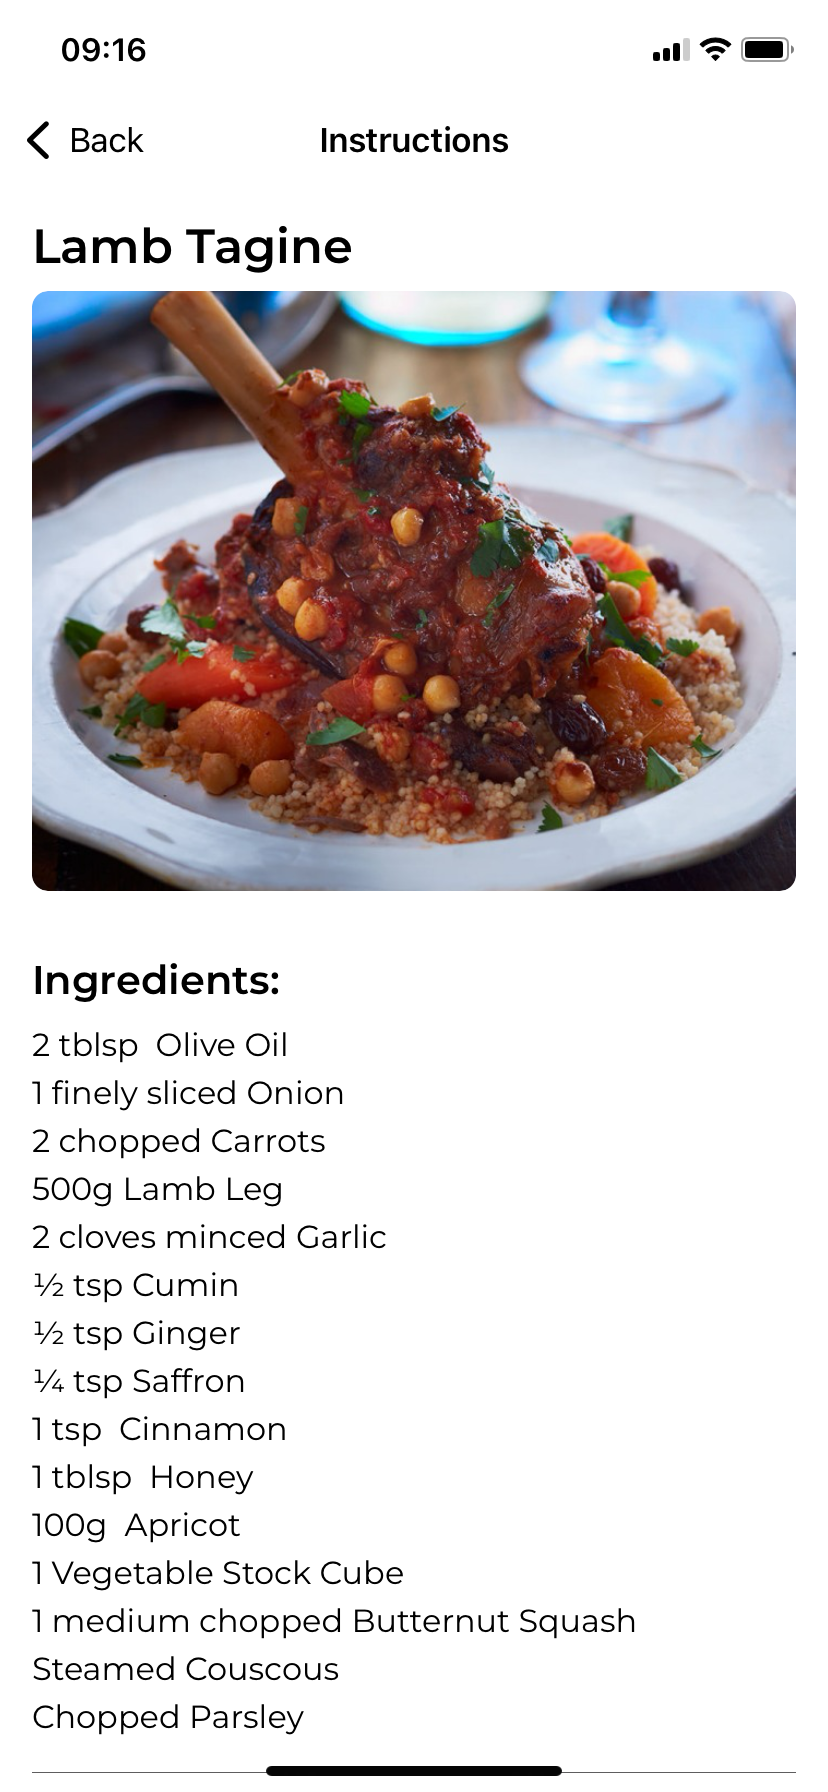 09:16
Back
Instructions
Lamb Tagine
Ingredients:
2 tblsp  Olive Oil
1 finely sliced Onion
2 chopped Carrots
500g Lamb Leg
2 cloves minced Garlic
½ tsp Cumin
½ tsp Ginger
¼ tsp Saffron
1 tsp  Cinnamon
1 tblsp  Honey
100g  Apricot
1 Vegetable Stock Cube
1 medium chopped Butternut Squash
Steamed Couscous
Chopped Parsley